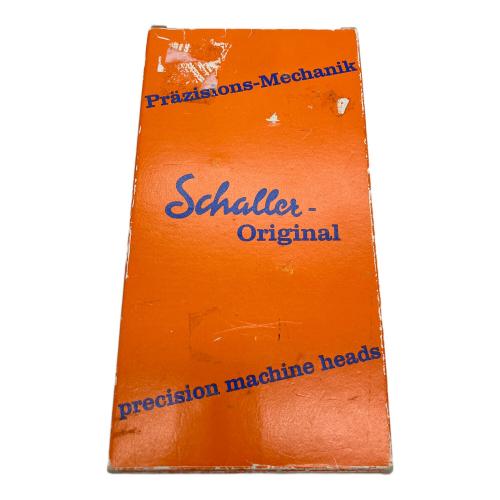 Präzisions-Mechanik
Schaller-
Original
precision machine heads